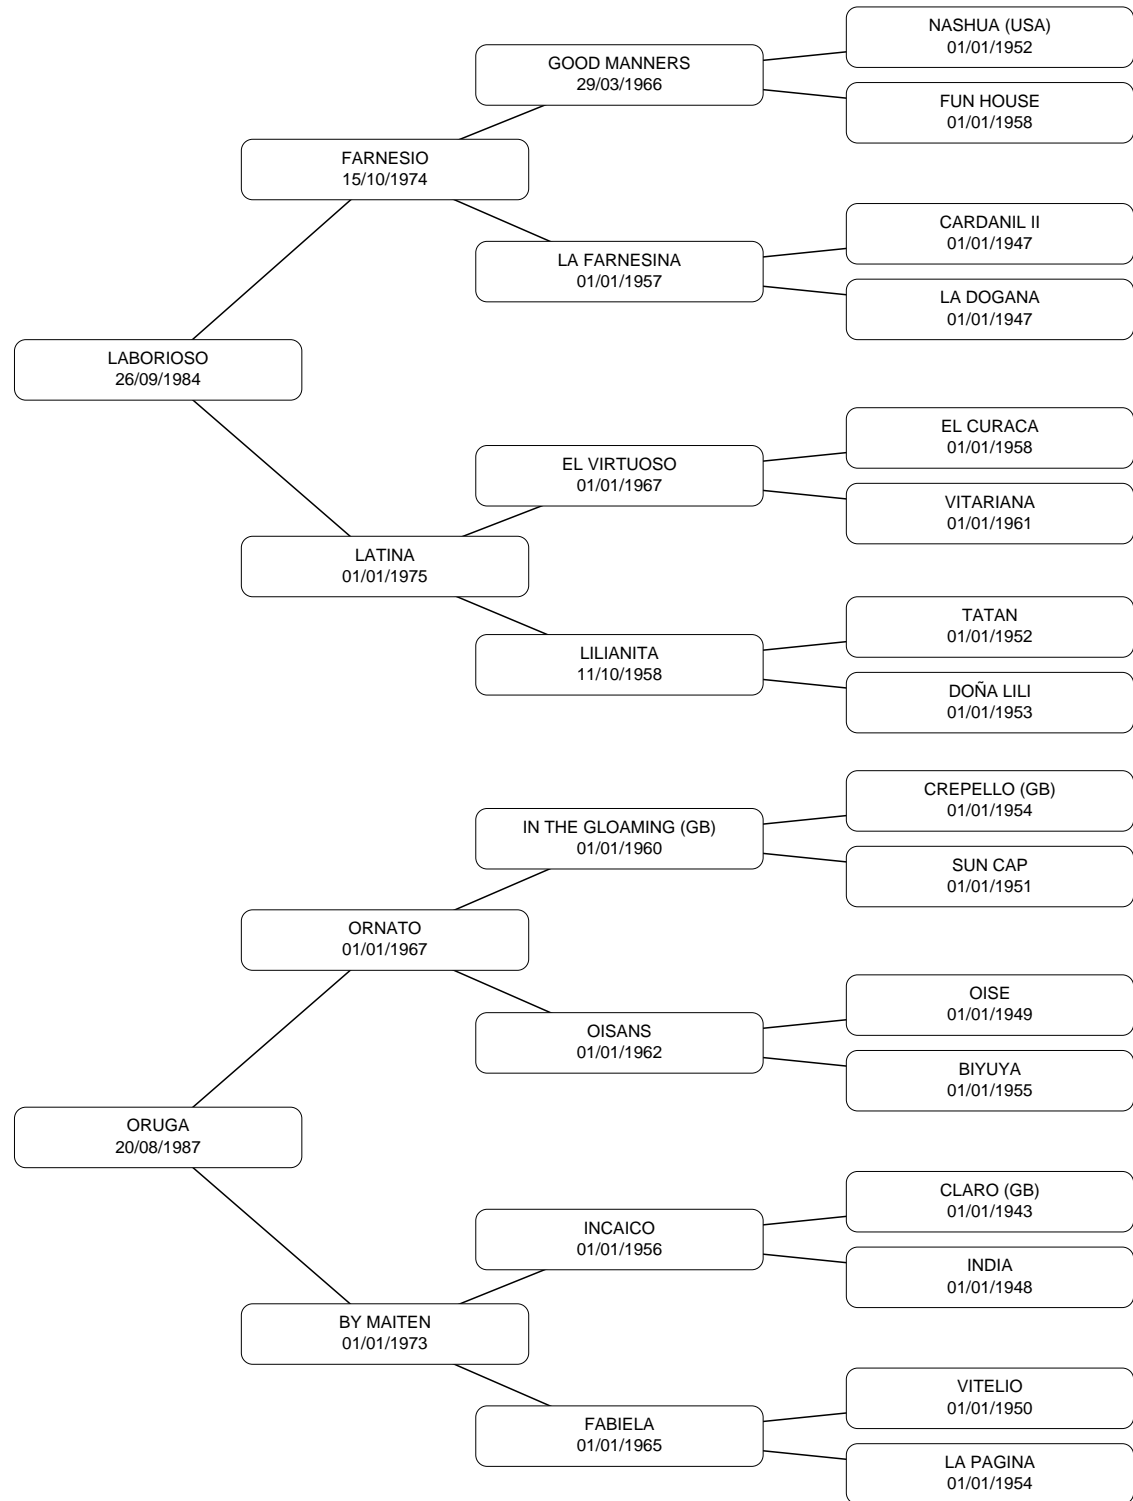 NASHUA (USA)
01/01/1952
GOOD MANNERS
29/03/1966
FUN HOUSE
01/01/1958
FARNESIO
15/10/1974
CARDANIL II
01/01/1947
LA FARNESINA
01/01/1957
LA DOGANA
01/01/1947
LABORIOSO
26/09/1984
EL CURACA
01/01/1958
EL VIRTUOSO
01/01/1967
VITARIANA
01/01/1961
LATINA
01/01/1975
TATAN
01/01/1952
LILIANITA
11/10/1958
DOÑA LILI
01/01/1953
CREPELLO (GB)
01/01/1954
IN THE GLOAMING (GB)
01/01/1960
SUN CAP
01/01/1951
ORNATO
01/01/1967
OISE
01/01/1949
OISANS
01/01/1962
BIYUYA
01/01/1955
ORUGA
20/08/1987
CLARO (GB)
01/01/1943
INCAICO
01/01/1956
INDIA
01/01/1948
BY MAITEN
01/01/1973
VITELIO
01/01/1950
FABIELA
01/01/1965
LA PAGINA
01/01/1954